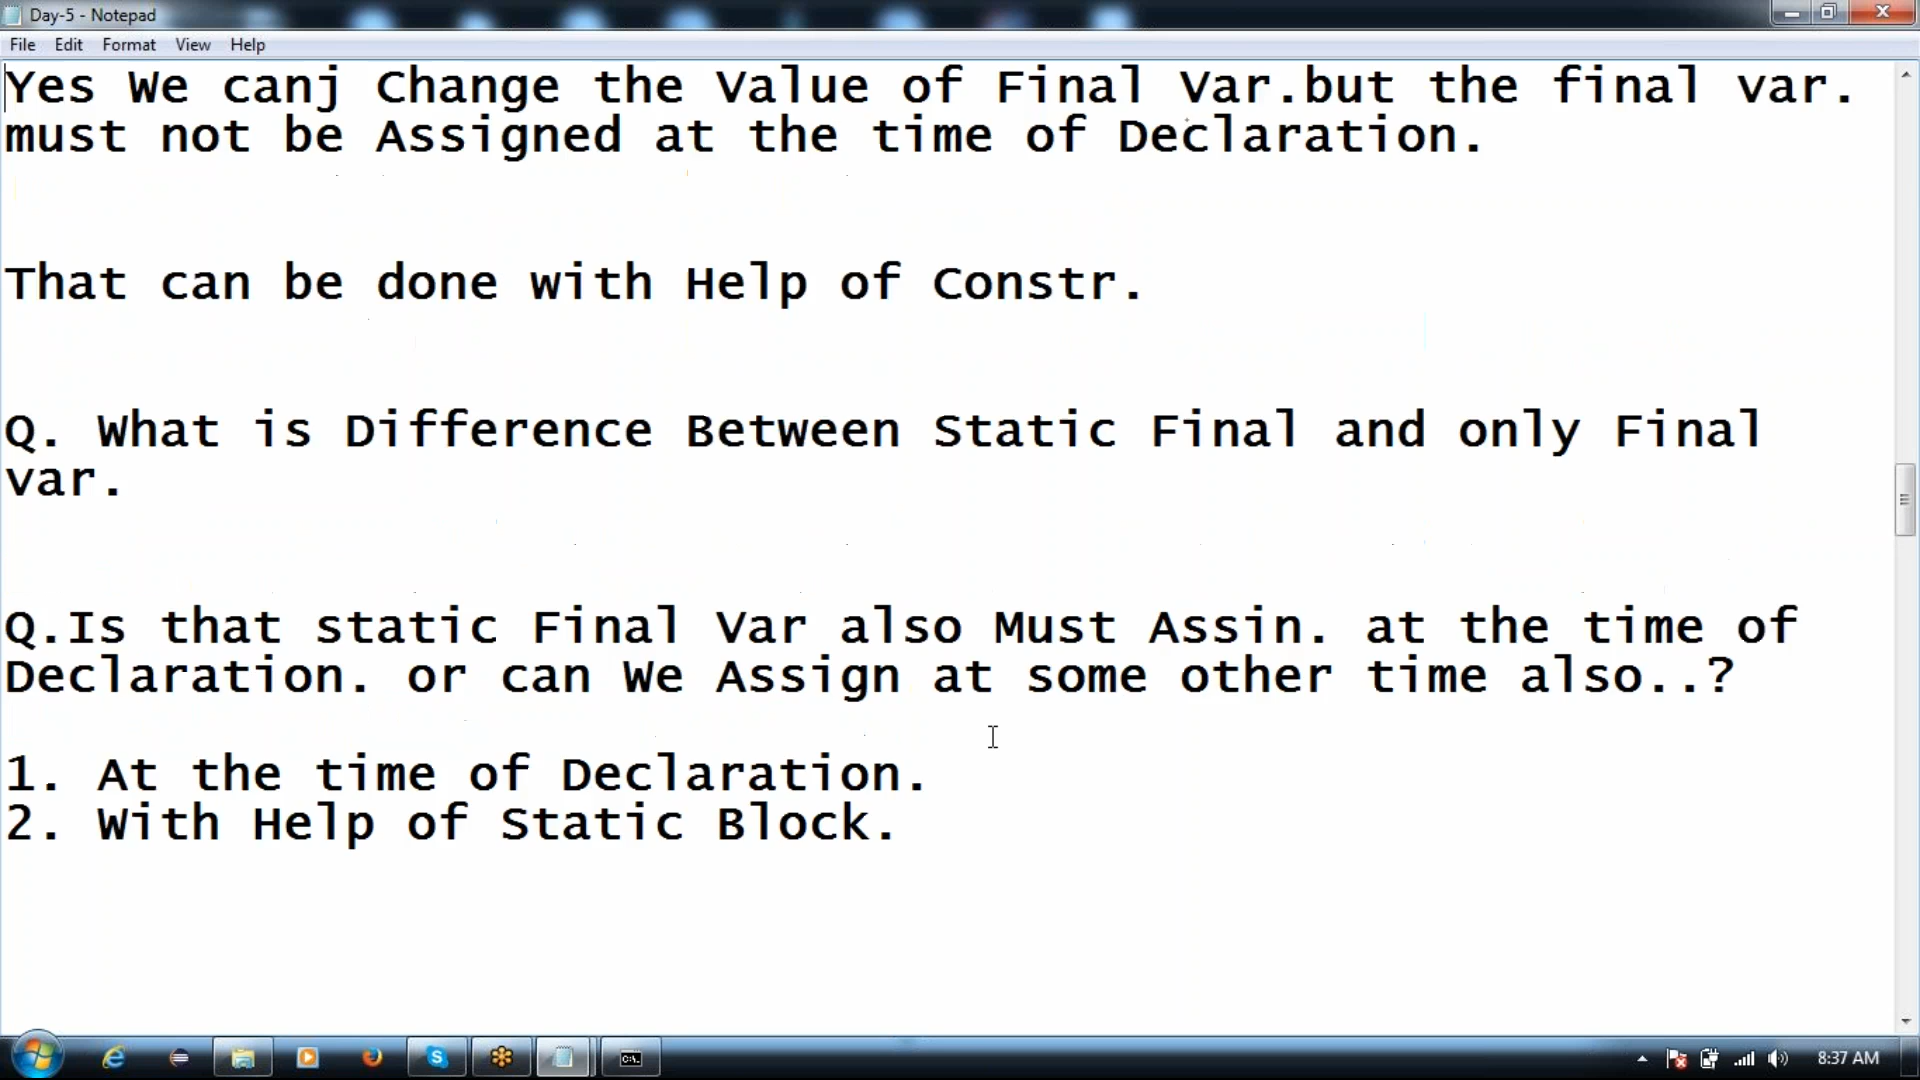 Day-5 - Notepad
File Edit Format View Help
Yes We canj Change the Value of Final Var.but the final var.
must not be Assigned at the time of Declaration.
That can be done with Help of Constr.
Q. What is Difference Between Static Final and only Final
var.
Q.Is that static Final Var also Must Assin. at the time of
Declaration. or can We Assign at some other time also..?
1. At the time of Declaration.
2. With Help of Static Block.
8:37 AM